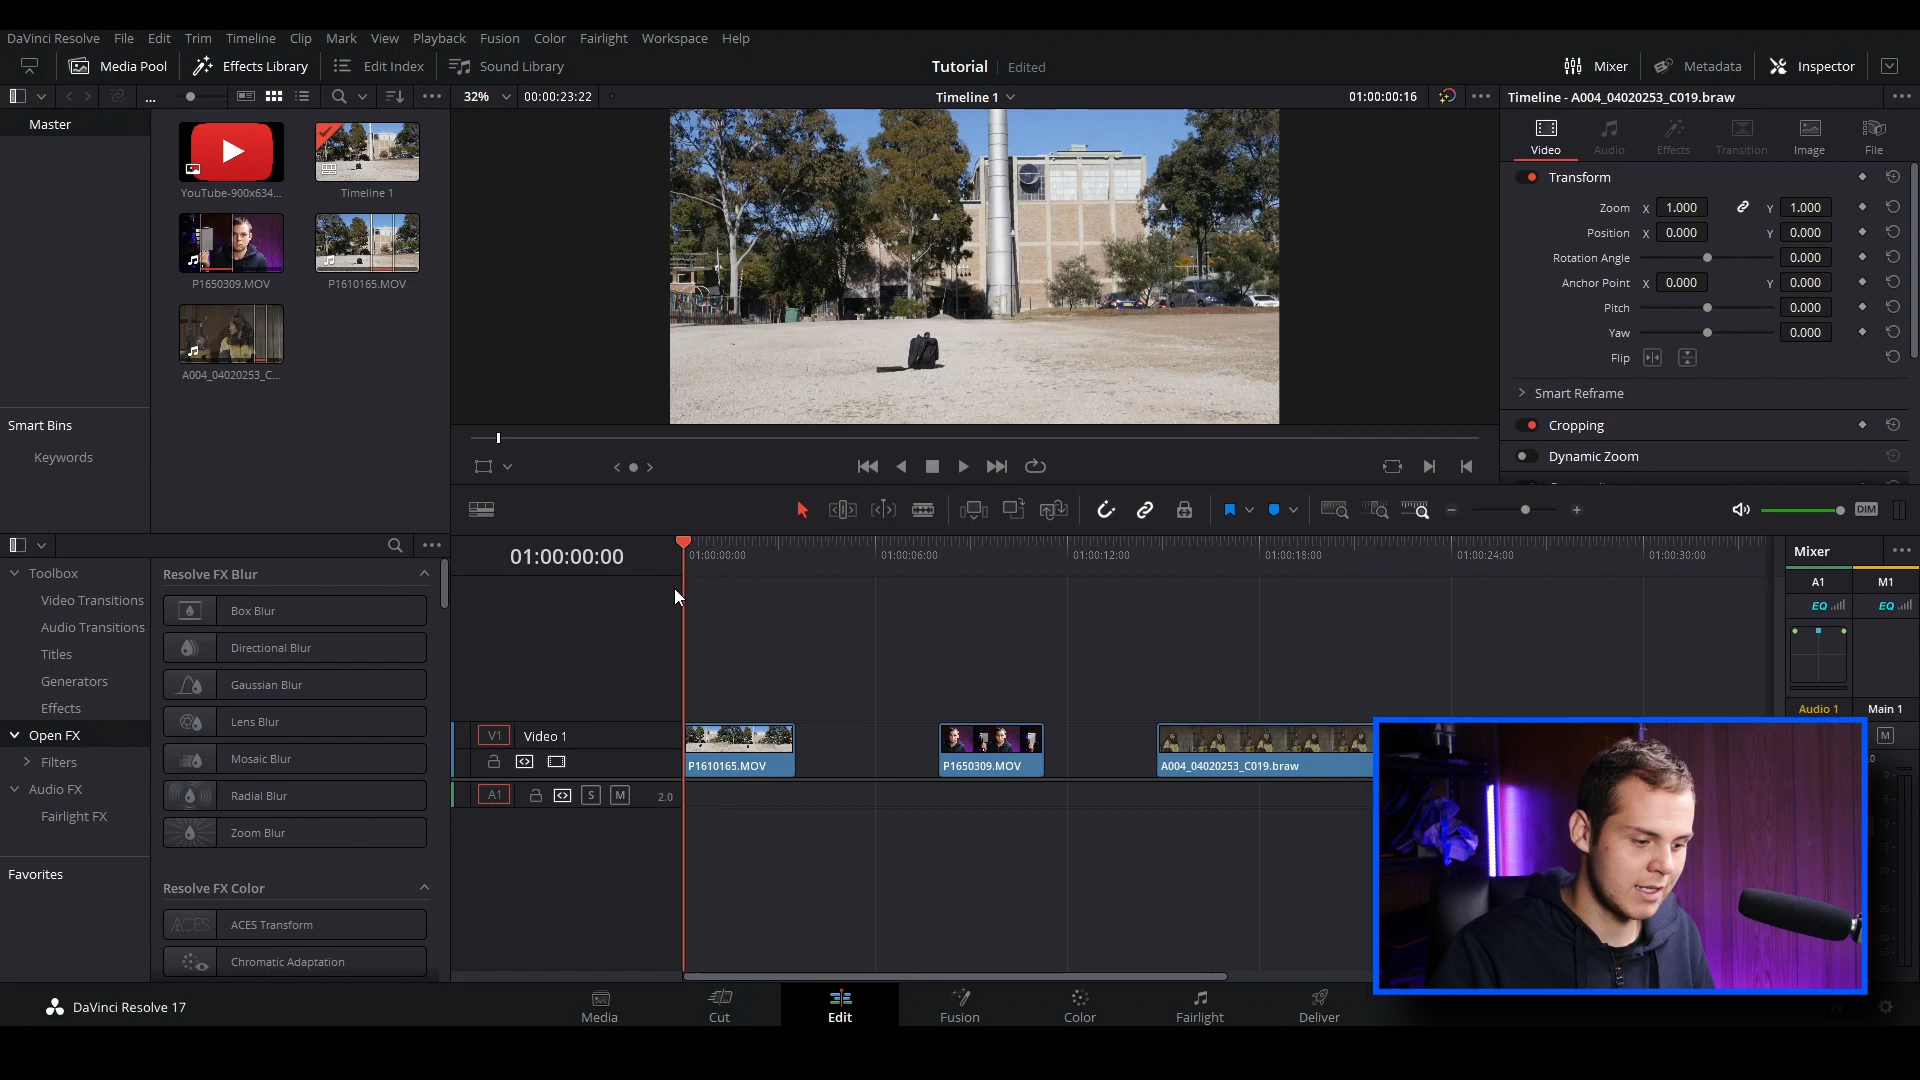 DaVinci Resolve File Edit Trim Timeline Clip Mark View Playback Fusion Color Fairlight Workspace Help
Media Pool Effects Library Edit Index Sound Library Tutorial Edited Mixer Metadata Inspector
... 32% 00:00:23:22 Timeline 1 01:00:00:16 Timeline - A004_04020253_C019.braw
Master
YouTube-900x634...
Timeline 1
P1650309.MOV
P1610165.MOV
A004_04020253_C...
Smart Bins
Keywords
Video Audio Effects Transition Image File
Transform
Zoom X 1.000 Y 1.000
Position X 0.000 Y 0.000
Rotation Angle 0.000
Anchor Point X 0.000 Y 0.000
Pitch 0.000
Yaw 0.000
Flip
Smart Reframe
Cropping
Dynamic Zoom
DIM
Toolbox
Video Transitions
Audio Transitions
Titles
Generators
Effects
Open FX
Filters
Audio FX
Fairlight FX
Favorites
Resolve FX Blur
Box Blur
Directional Blur
Gaussian Blur
Lens Blur
Mosaic Blur
Radial Blur
Zoom Blur
Resolve FX Color
ACES ACES Transform
Chromatic Adaptation
01:00:00:00
01:00:00:00 01:00:06:00 01:00:12:00 01:00:18:00 01:00:24:00 01:00:30:00
V1 Video 1
P1610165.MOV P1650309.MOV A004_04020253_C019.braw
A1 S M 2.0
Mixer
A1 M1
EQ EQ
Audio 1 Main 1
M
DaVinci Resolve 17
Media Cut Edit Fusion Color Fairlight Deliver